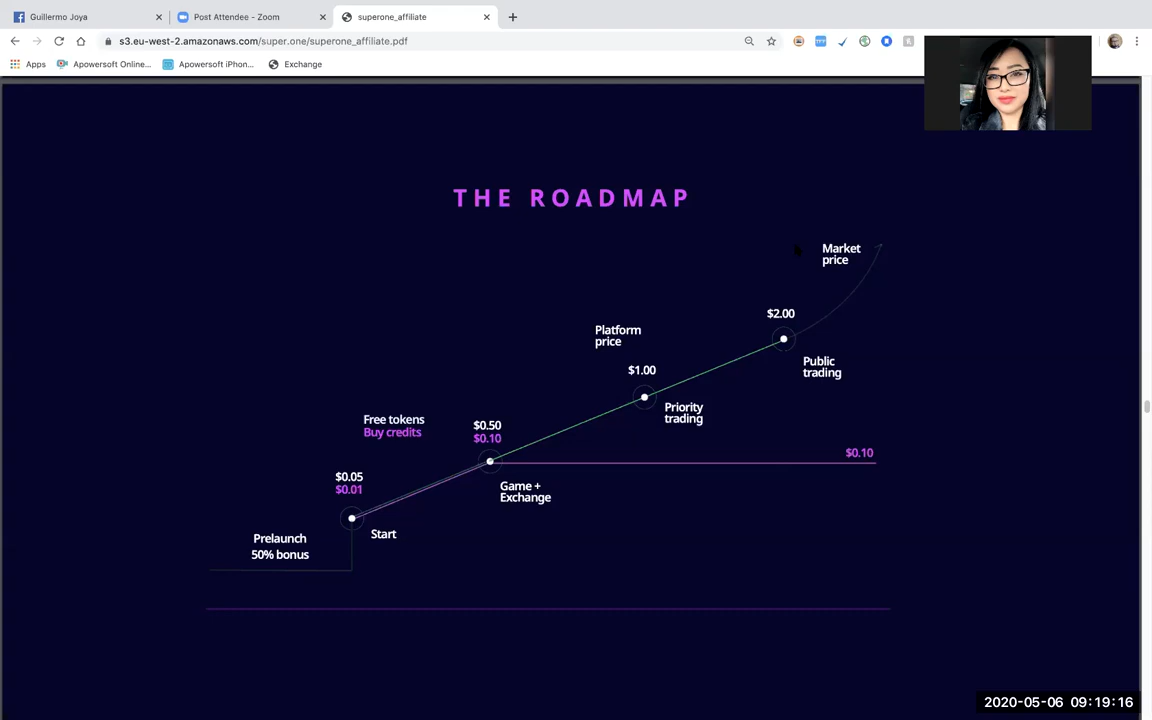 Guillermo Joya
Post Attendee - Zoom
superone_affiliate
s3.eu-west-2.amazonaws.com/super.one/superone_affiliate.pdf
Apps
Apowersoft Online...
Apowersoft iPhon...
Exchange
THE ROADMAP
Market
price
$2.00
Platform
price
Public
trading
$1.00
Priority
trading
Free tokens
Buy credits
$0.50
$0.10
$0.10
$0.05
$0.01
Game +
Exchange
Start
Prelaunch
50% bonus
2020-05-06 09:19:16